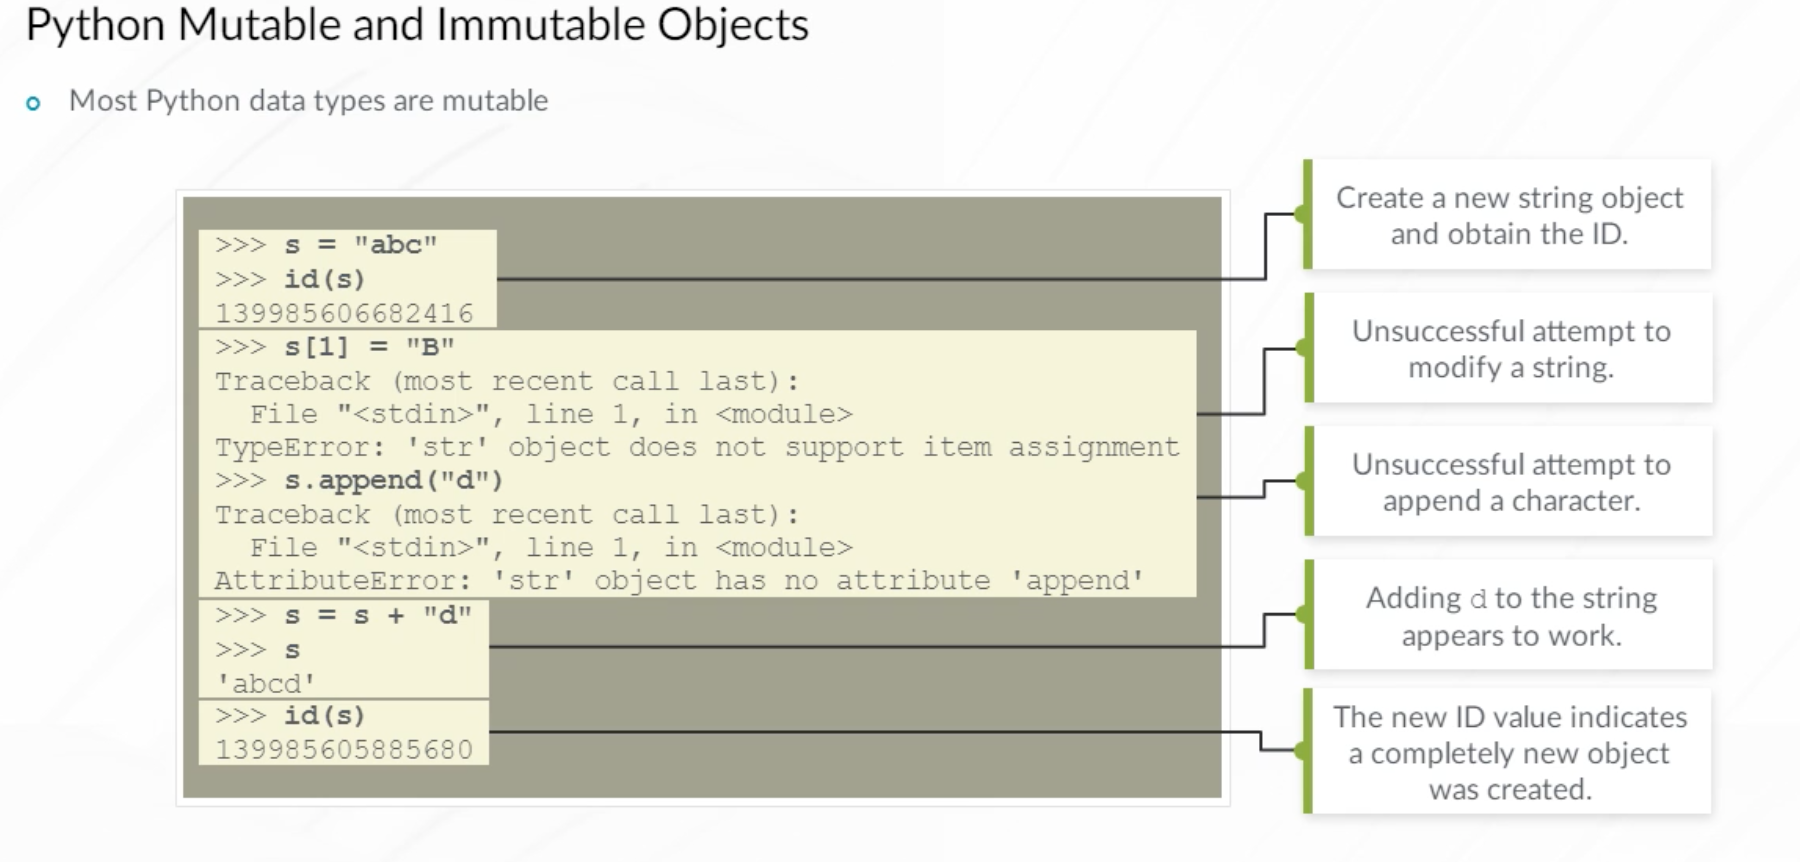 Python Mutable and Immutable Objects
Most Python data types are mutable
>>> s = "abc"
>>> id(s)
139985606682416
>>> s[1] = "B"
Traceback (most recent call last):
  File "<stdin>", line 1, in <module>
TypeError: 'str' object does not support item assignment
>>> s.append("d")
Traceback (most recent call last):
  File "<stdin>", line 1, in <module>
AttributeError: 'str' object has no attribute 'append'
>>> s = s + "d"
>>> s
'abcd'
>>> id(s)
139985605885680
Create a new string object
and obtain the ID.
Unsuccessful attempt to
modify a string.
Unsuccessful attempt to
append a character.
Adding d to the string
appears to work.
The new ID value indicates
a completely new object
was created.